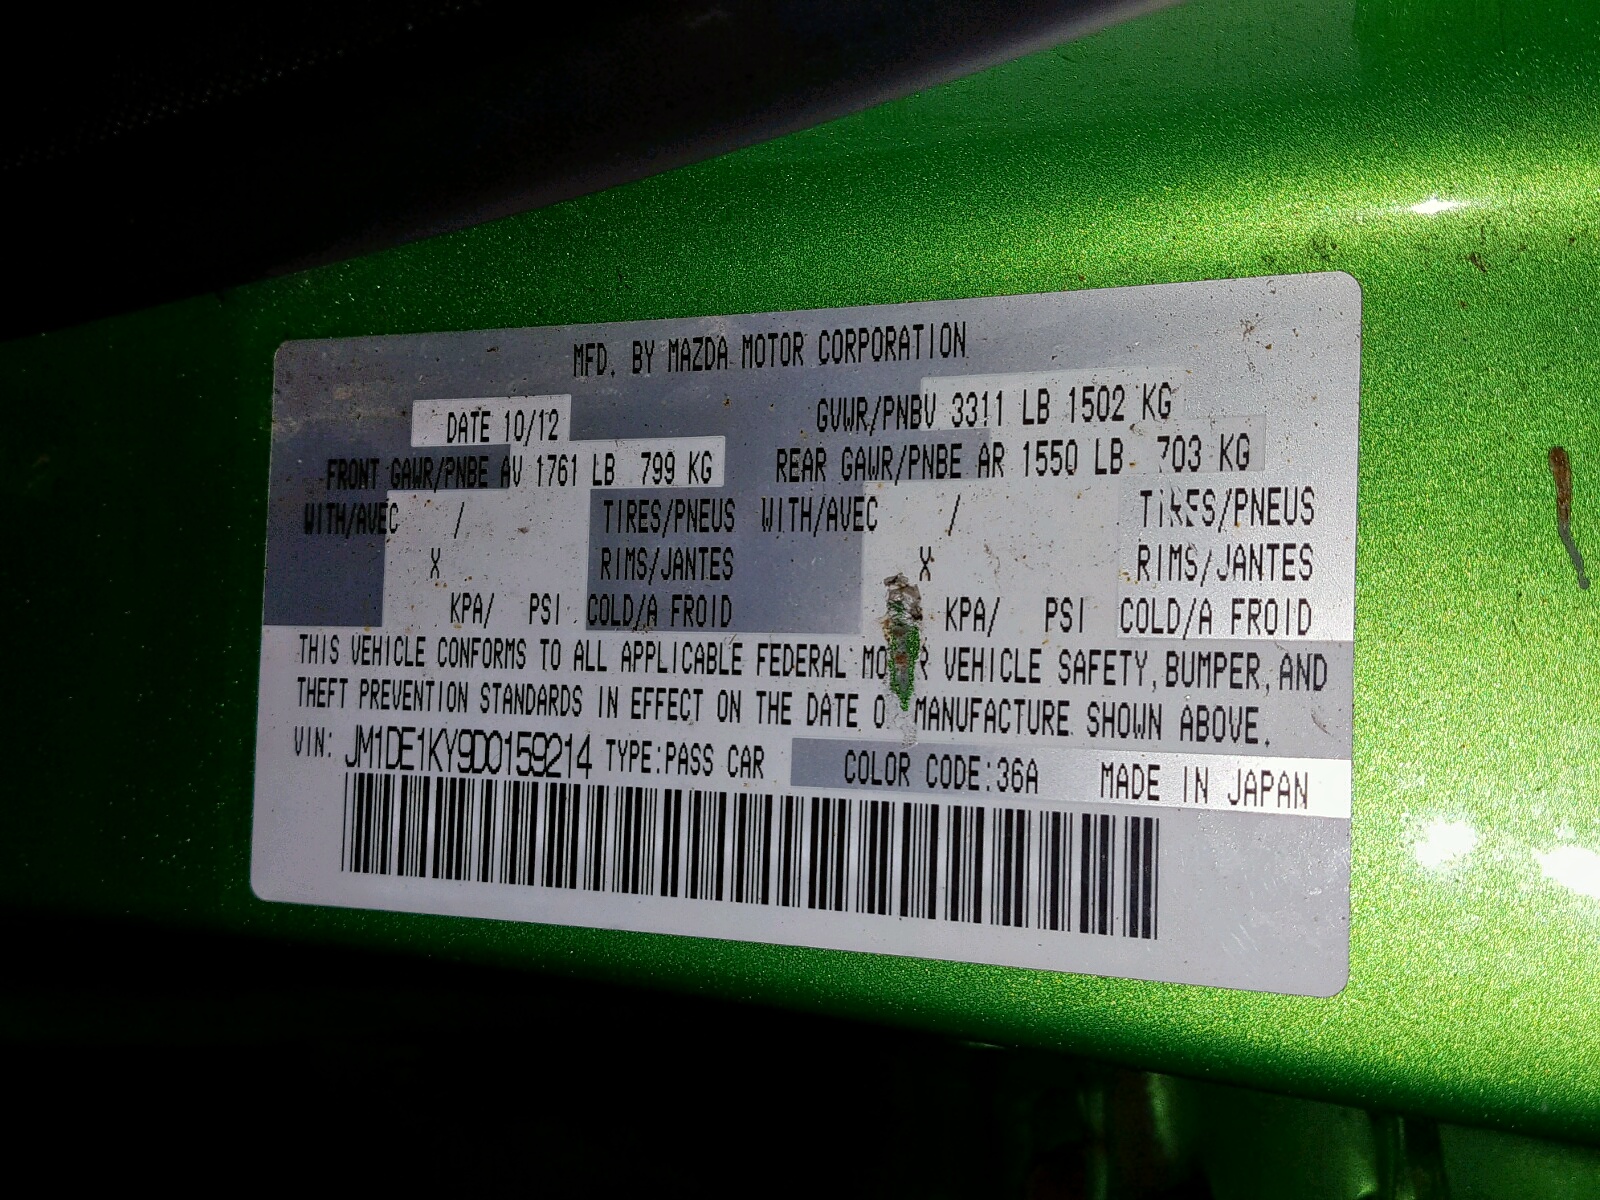 MFD. BY MAZDA MOTOR CORPORATION
DATE 10/12 GVWR/PNBV 3311 LB 1502 KG
FRONT GAWR/PNBE AV 1761 LB 799 KG REAR GAWR/PNBE AR 1550 LB 703 KG
WITH/AVEC / TIRES/PNEUS WITH/AVEC / TIRES/PNEUS
X RIMS/JANTES X RIMS/JANTES
KPA/ PSI COLD/A FROID KPA/ PSI COLD/A FROID
THIS VEHICLE CONFORMS TO ALL APPLICABLE FEDERAL MOTOR VEHICLE SAFETY, BUMPER, AND
THEFT PREVENTION STANDARDS IN EFFECT ON THE DATE OF MANUFACTURE SHOWN ABOVE.
VIN: JM1DE1KY9D0159214 TYPE:PASS CAR COLOR CODE:36A MADE IN JAPAN